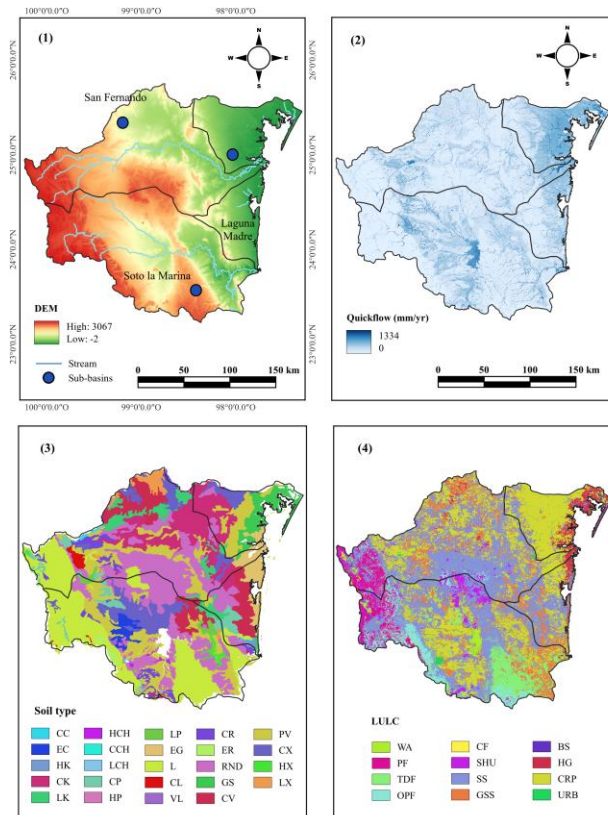 (1)
N
W E
S
26°0'0.0"N
25°0'0.0"N
24°0'0.0"N
23°0'0.0"N
100°0'0.0"O 99°0'0.0"O 98°0'0.0"O
San Fernando
Laguna
Madre
Soto la Marina
DEM
High: 3067
Low: -2
Stream
Sub-basins
0 50 100 150 km
100°0'0.0"O 99°0'0.0"O 98°0'0.0"O
(2)
N
W E
S
Quickflow (mm/yr)
1334
0
0 50 100 150 km
(3)
Soil type
CC HCH LP CR PV
EC CCH EG ER CX
HK LCH L RND HX
CK CP CL GS LX
LK HP VL CV
(4)
LULC
WA CF BS
PF SHU HG
TDF SS CRP
OPF GSS URB